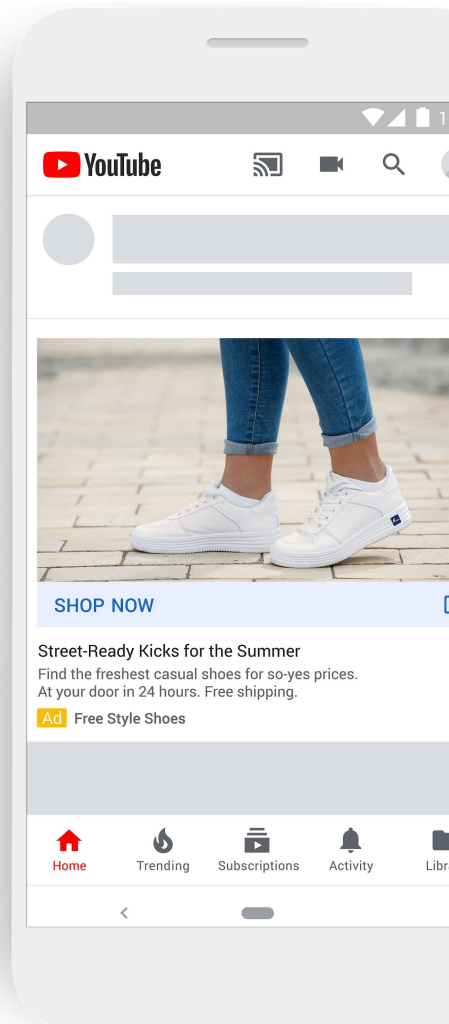 YouTube
SHOP NOW
Street-Ready Kicks for the Summer
Find the freshest casual shoes for so-yes prices.
At your door in 24 hours. Free shipping.
Ad Free Style Shoes
Home Trending Subscriptions Activity